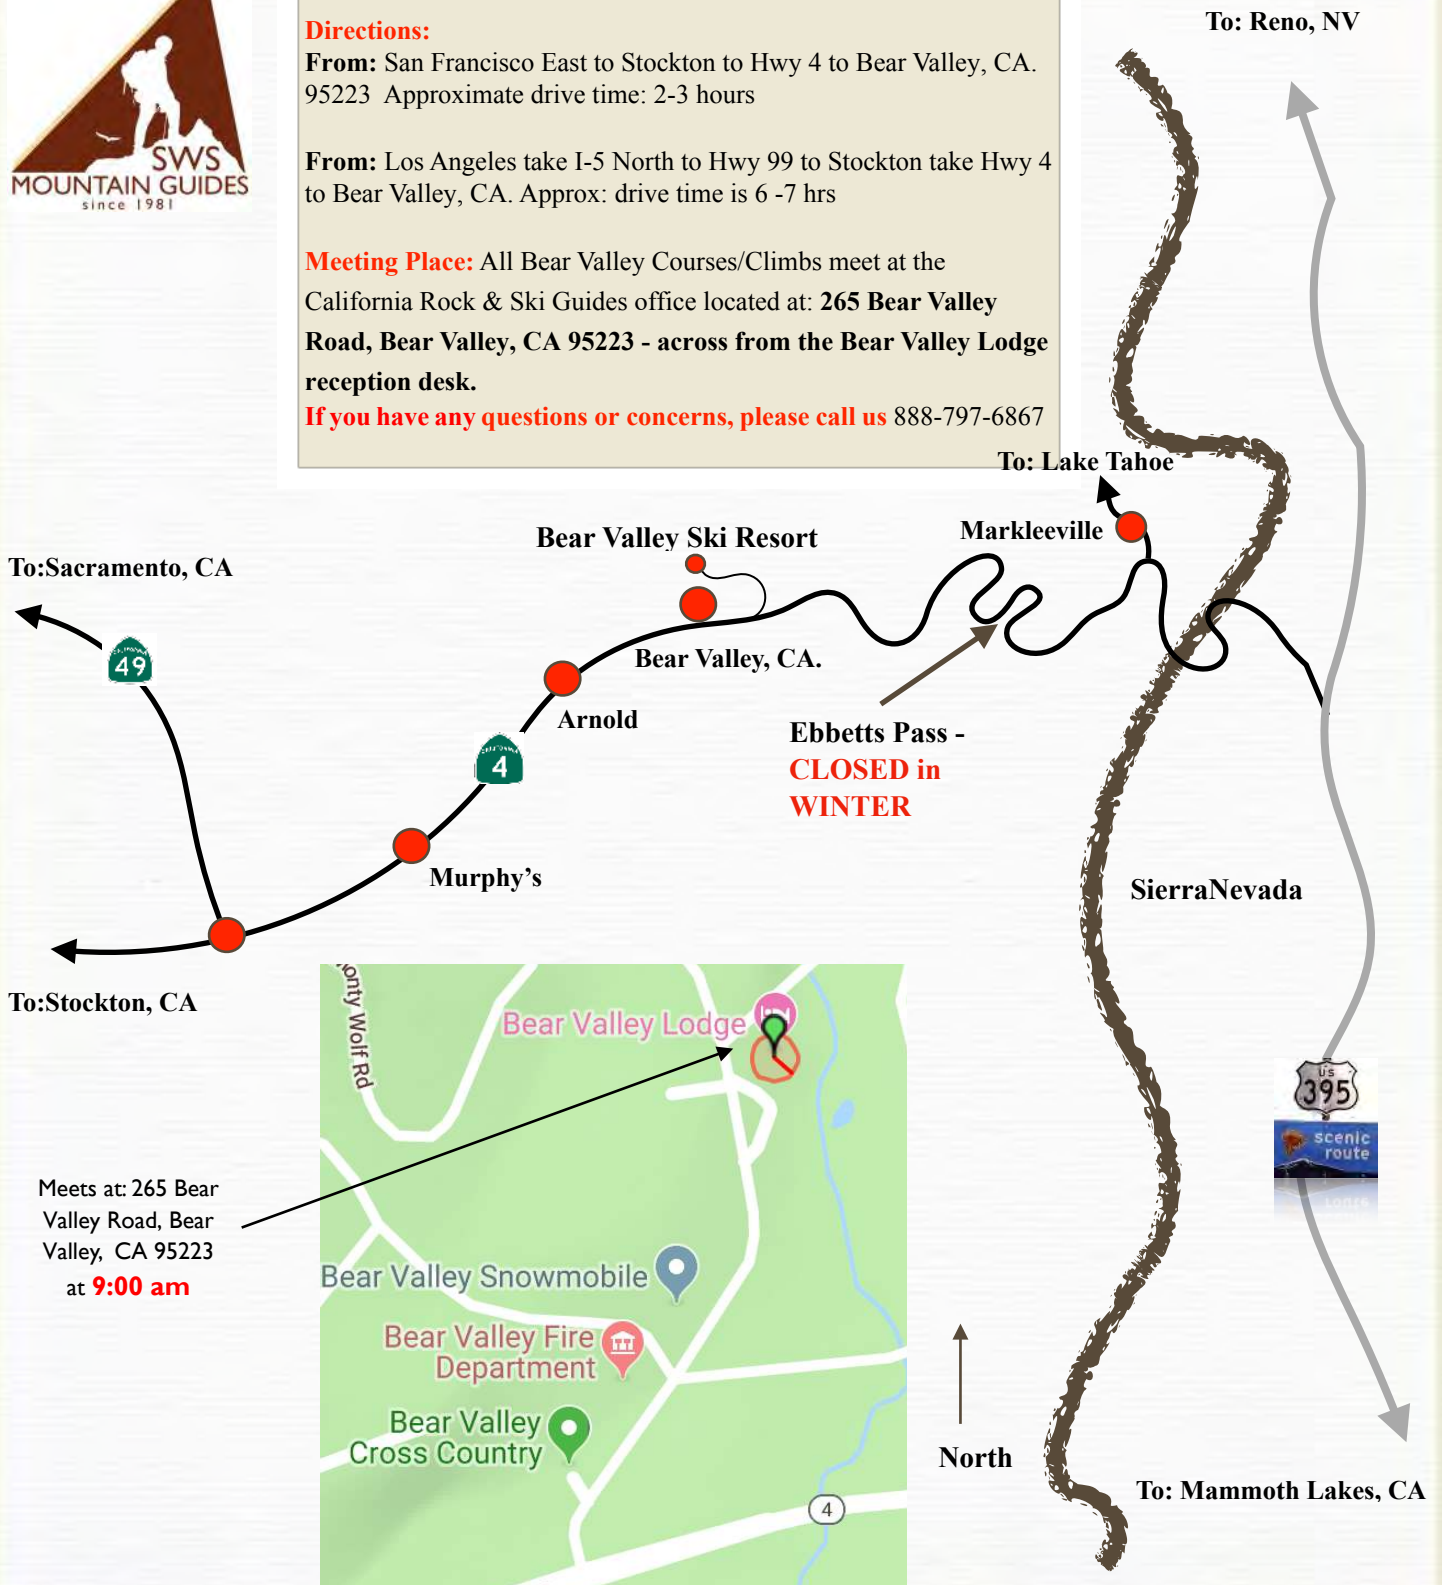 SWS
MOUNTAIN GUIDES
since 1981
Directions:
From: San Francisco East to Stockton to Hwy 4 to Bear Valley, CA.
95223 Approximate drive time: 2-3 hours
From: Los Angeles take I-5 North to Hwy 99 to Stockton take Hwy 4
to Bear Valley, CA. Approx: drive time is 6 -7 hrs
Meeting Place: All Bear Valley Courses/Climbs meet at the
California Rock & Ski Guides office located at: 265 Bear Valley
Road, Bear Valley, CA 95223 - across from the Bear Valley Lodge
reception desk.
If you have any questions or concerns, please call us 888-797-6867
To: Reno, NV
To: Lake Tahoe
Markleeville
Bear Valley Ski Resort
To:Sacramento, CA
49
Bear Valley, CA.
Arnold
Ebbetts Pass -
CLOSED in
WINTER
4
Murphy's
SierraNevada
To:Stockton, CA
onty Wolf Rd
Bear Valley Lodge
US
395
scenic
route
Meets at: 265 Bear
Valley Road, Bear
Valley, CA 95223
at 9:00 am
Bear Valley Snowmobile
Bear Valley Fire
Department
Bear Valley
Cross Country
4
North
To: Mammoth Lakes, CA